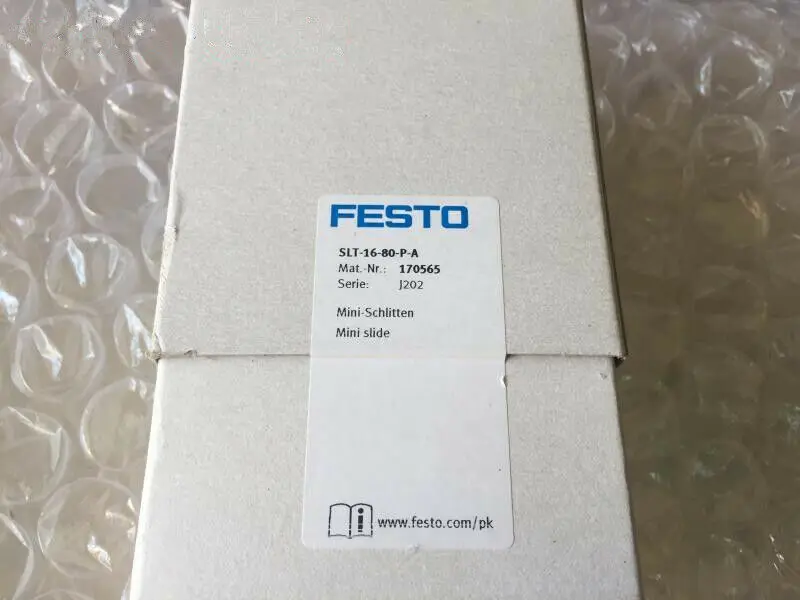 FESTO
SLT-16-80-P-A
Mat.-Nr.: 170565
Serie: J202
Mini-Schlitten
Mini slide
www.festo.com/pk